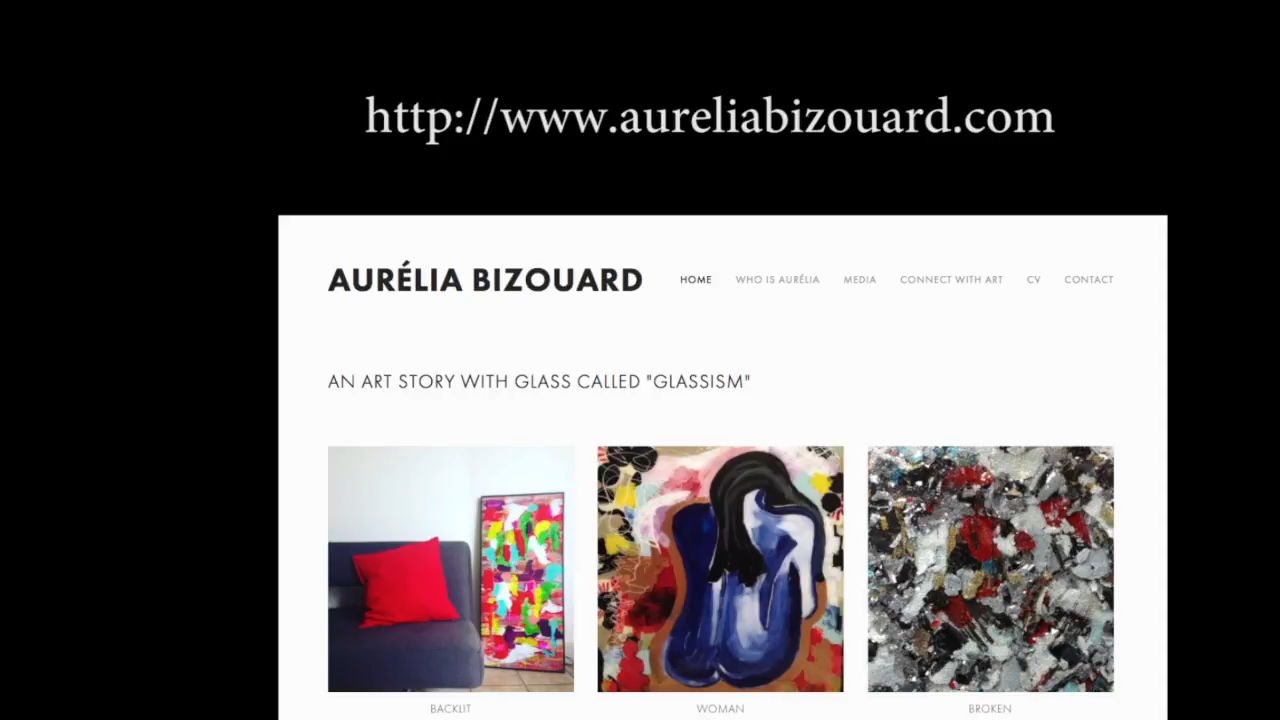 http://www.aureliabizouard.com
AURÉLIA BIZOUARD
HOME WHO IS AURÉLIA MEDIA CONNECT WITH ART CV CONTACT
AN ART STORY WITH GLASS CALLED "GLASSISM"
BACKLIT WOMAN BROKEN